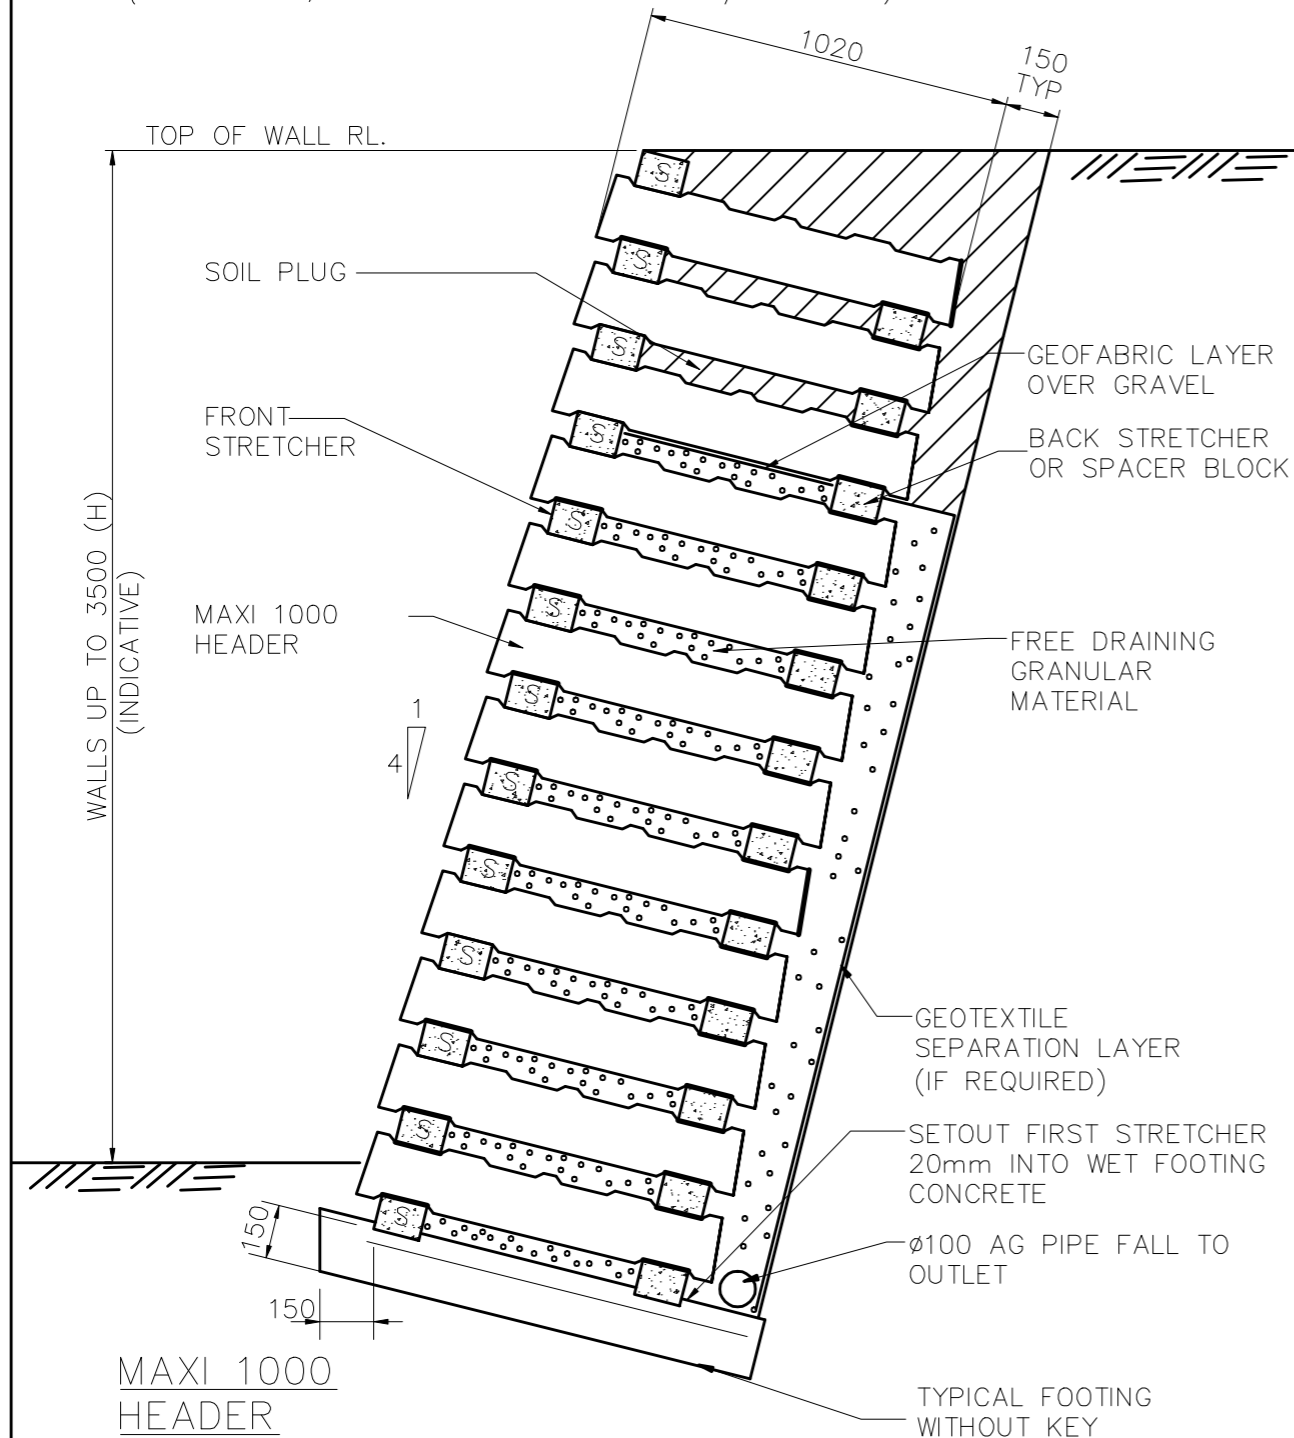 1020
150
TYP
TOP OF WALL RL.
S
SOIL PLUG
S
S
GEOFABRIC LAYER
OVER GRAVEL
FRONT
STRETCHER
S
BACK STRETCHER
OR SPACER BLOCK
S
WALLS UP TO 3500 (H)
(INDICATIVE)
MAXI 1000
HEADER
S
FREE DRAINING
GRANULAR
MATERIAL
S
1
4
S
S
S
GEOTEXTILE
SEPARATION LAYER
(IF REQUIRED)
S
SETOUT FIRST STRETCHER
20mm INTO WET FOOTING
CONCRETE
S
S
150
ø100 AG PIPE FALL TO
OUTLET
150
MAXI 1000
HEADER
TYPICAL FOOTING
WITHOUT KEY